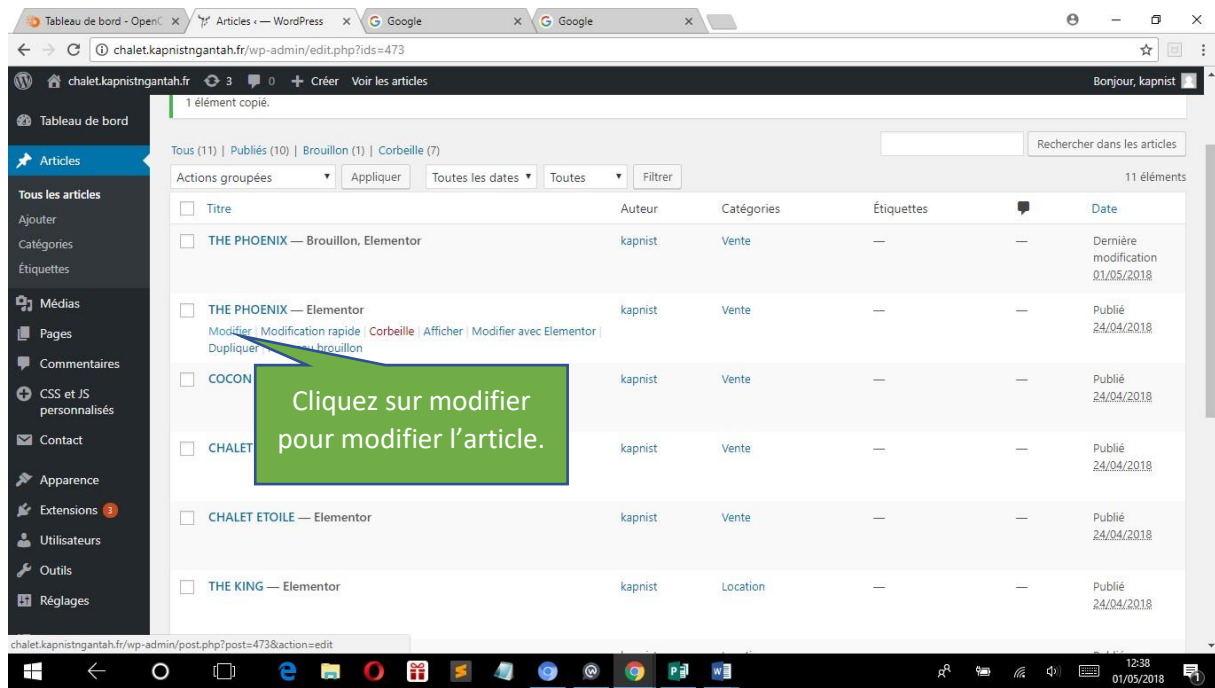 Tableau de bord - OpenC
Articles ‹ — WordPress
Google
Google
chalet.kapnistngantah.fr/wp-admin/edit.php?ids=473
chalet.kapnistngantah.fr 3 0 Créer Voir les articles
Bonjour, kapnist
1 élément copié.
Tableau de bord
Articles
Tous les articles
Ajouter
Catégories
Étiquettes
Médias
Pages
Commentaires
CSS et JS
personnalisés
Contact
Apparence
Extensions 3
Utilisateurs
Outils
Réglages
Tous (11) | Publiés (10) | Brouillon (1) | Corbeille (7)
Rechercher dans les articles
Actions groupées
Appliquer
Toutes les dates
Toutes
Filtrer
11 éléments
Titre Auteur Catégories Étiquettes Date
THE PHOENIX — Brouillon, Elementor kapnist Vente — — Dernière
modification
01/05/2018
THE PHOENIX — Elementor kapnist Vente — — Publié
24/04/2018
Modifier | Modification rapide | Corbeille | Afficher | Modifier avec Elementor |
Dupliquer brouillon
COCON kapnist Vente — — Publié
24/04/2018
Cliquez sur modifier
pour modifier l’article.
CHALET kapnist Vente — — Publié
24/04/2018
CHALET ETOILE — Elementor kapnist Vente — — Publié
24/04/2018
THE KING — Elementor kapnist Location — — Publié
24/04/2018
chalet.kapnistngantah.fr/wp-admin/post.php?post=473&action=edit
12:38
01/05/2018